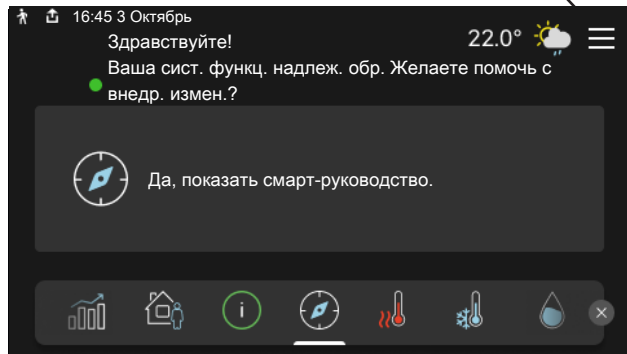 16:45 3 Октябрь
Здравствуйте!
22.0°
Ваша сист. функц. надлеж. обр. Желаете помочь с
внедр. измен.?
Да, показать смарт-руководство.
i